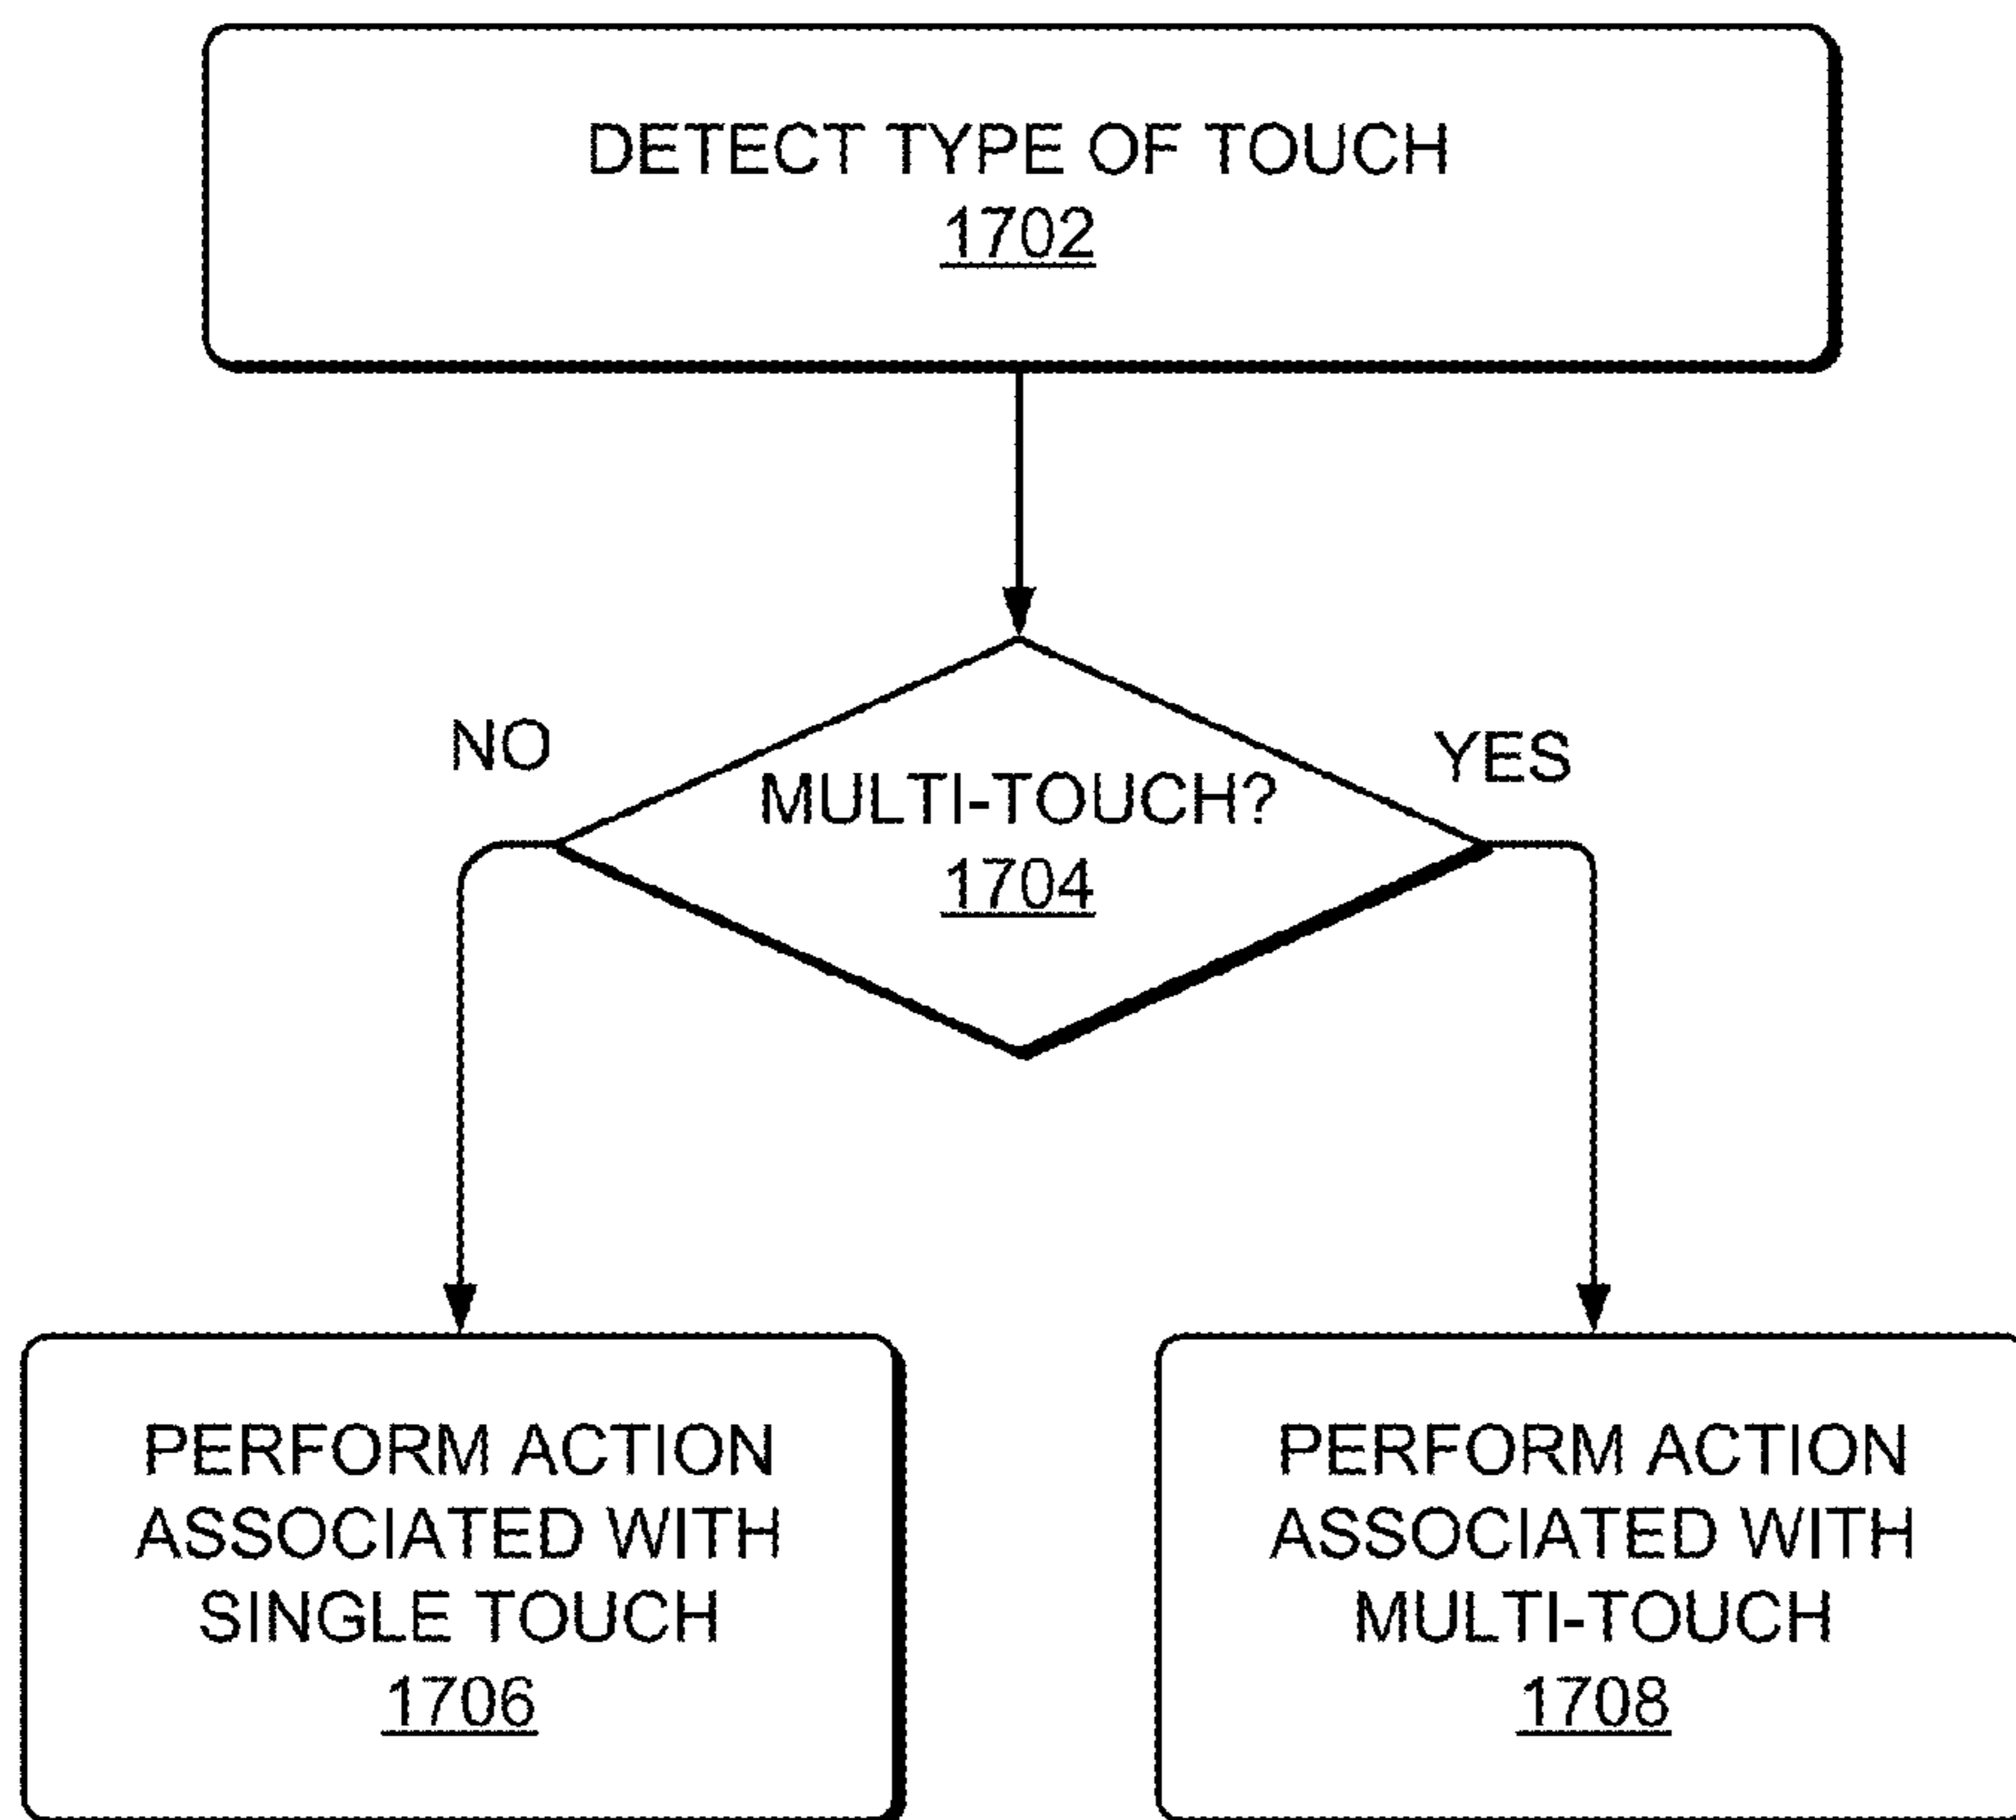 DETECT TYPE OF TOUCH
1702
NO
YES
MULTI-TOUCH?
1704
PERFORM ACTION
ASSOCIATED WITH
SINGLE TOUCH
1706
PERFORM ACTION
ASSOCIATED WITH
MULTI-TOUCH
1708